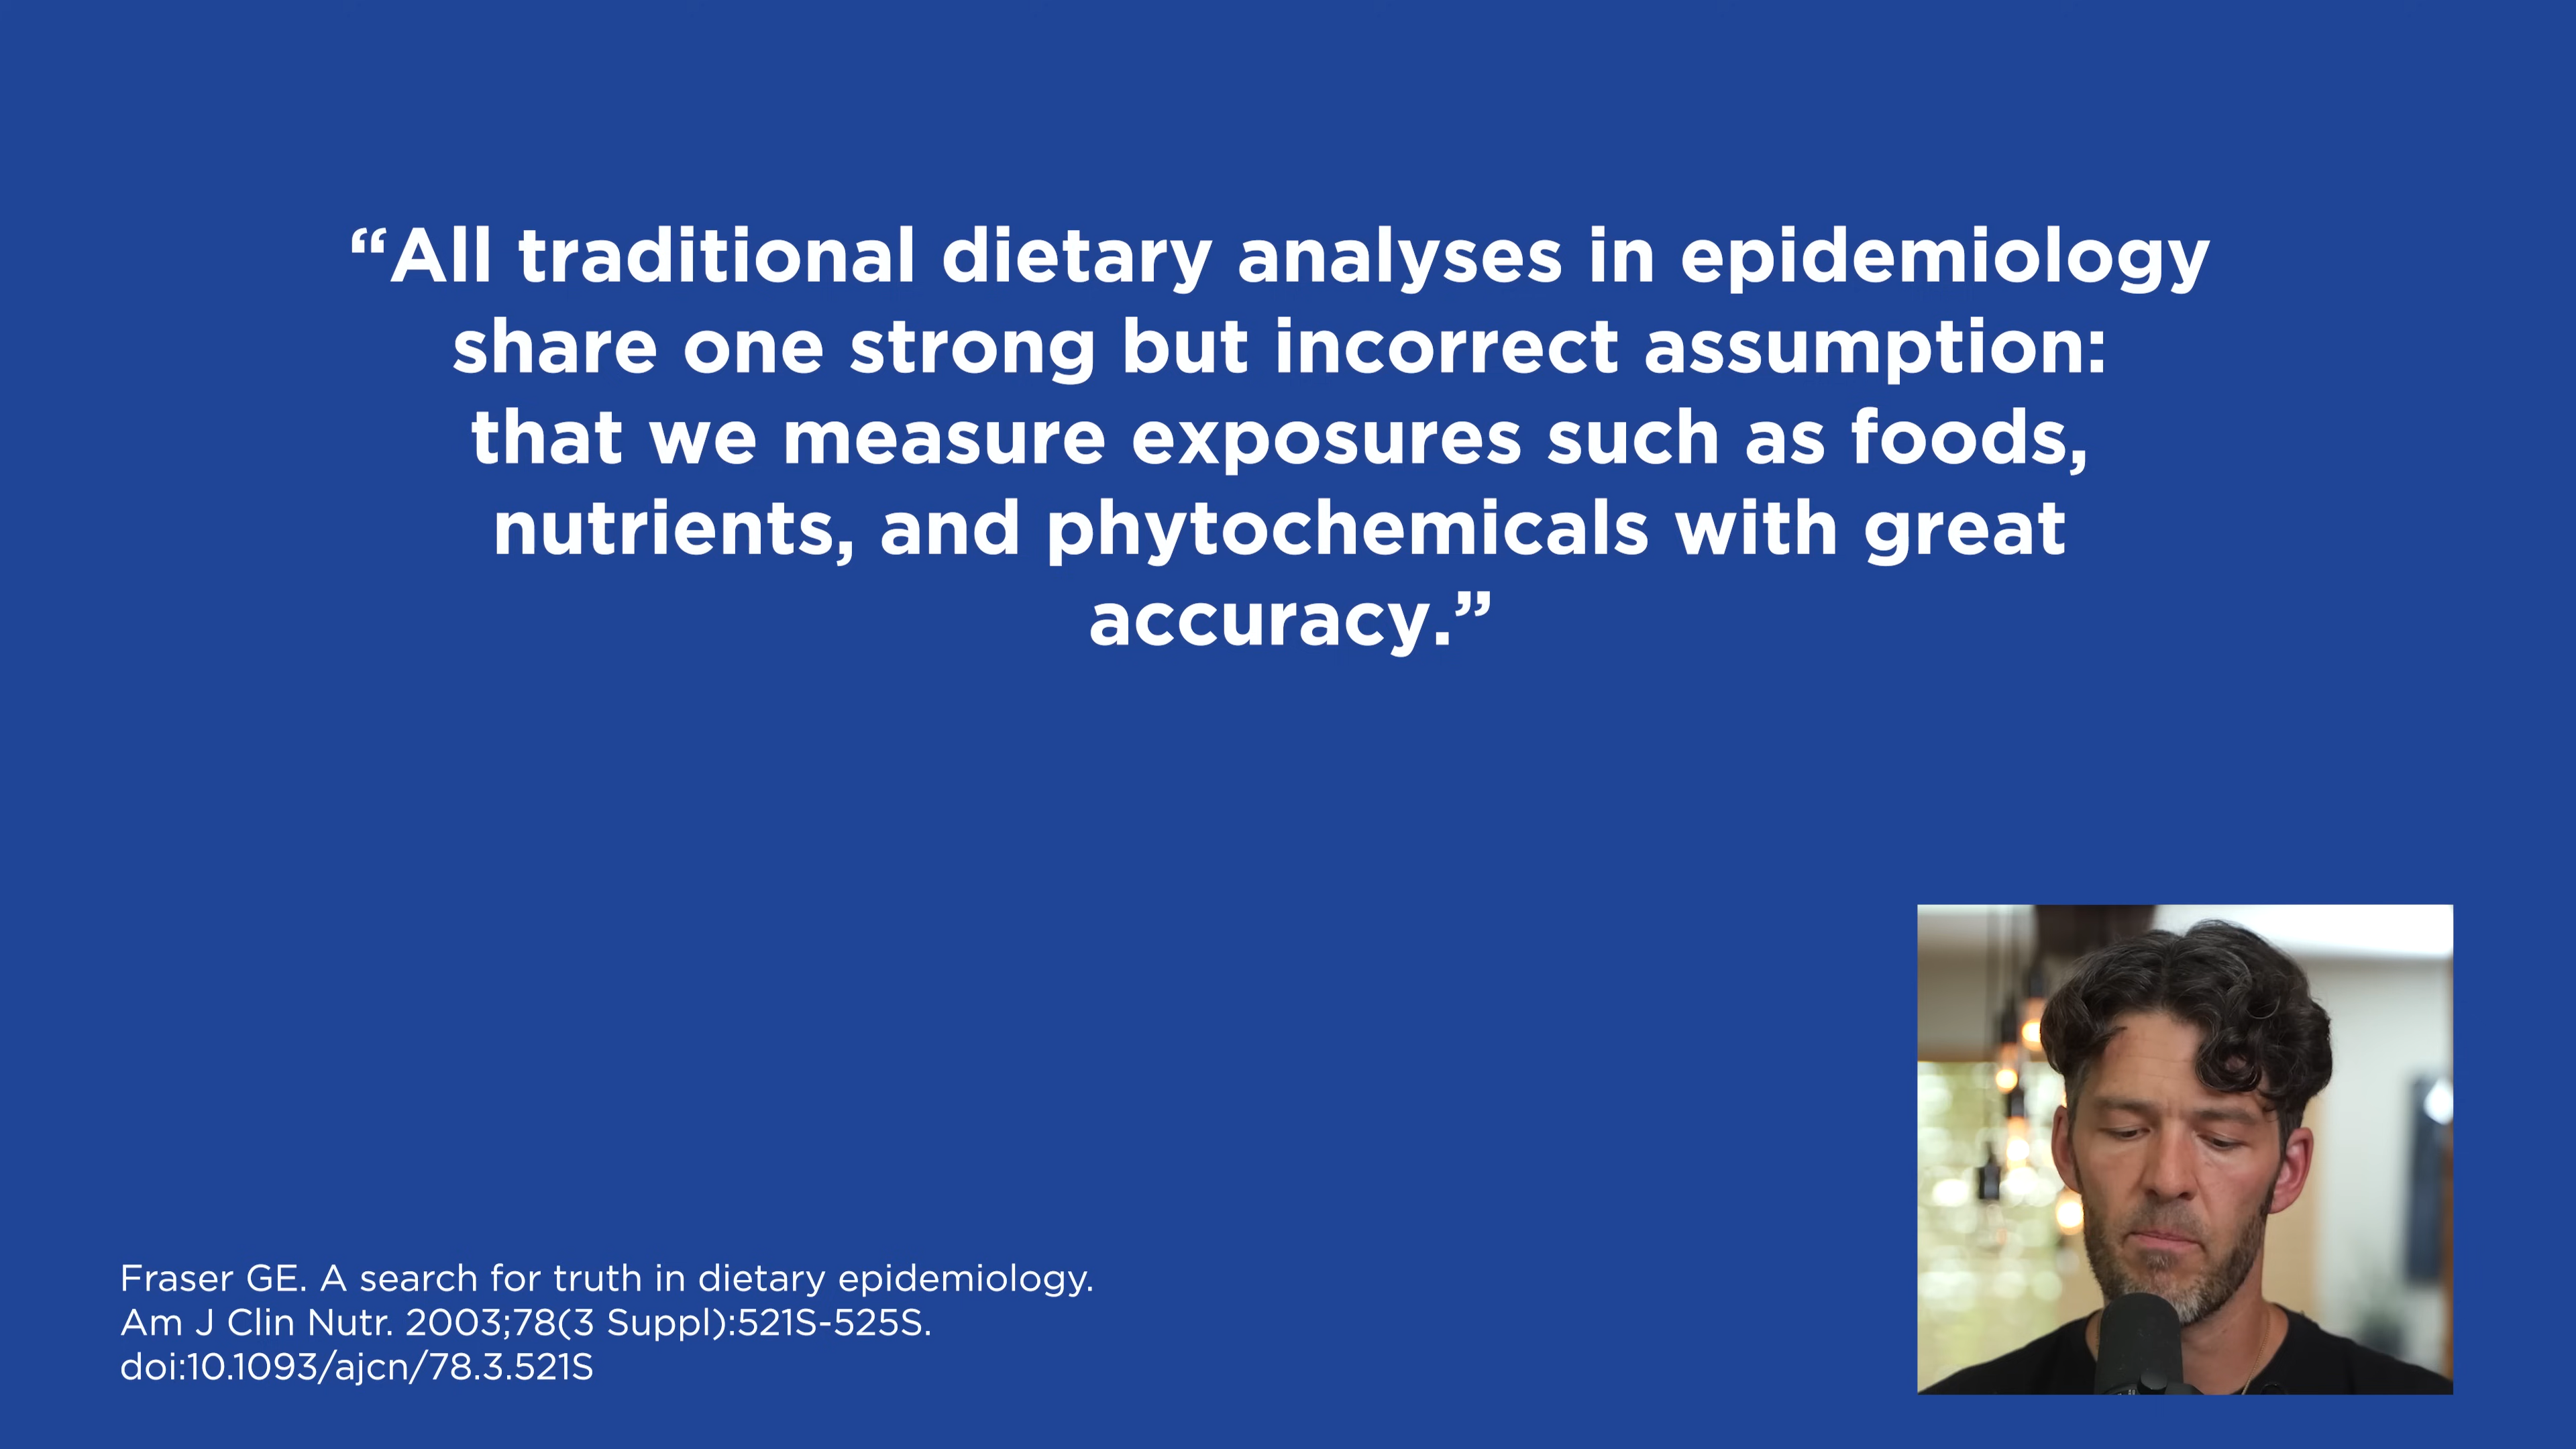 “All traditional dietary analyses in epidemiology
share one strong but incorrect assumption:
that we measure exposures such as foods,
nutrients, and phytochemicals with great
accuracy.”
Fraser GE. A search for truth in dietary epidemiology.
Am J Clin Nutr. 2003;78(3 Suppl):521S-525S.
doi:10.1093/ajcn/78.3.521S